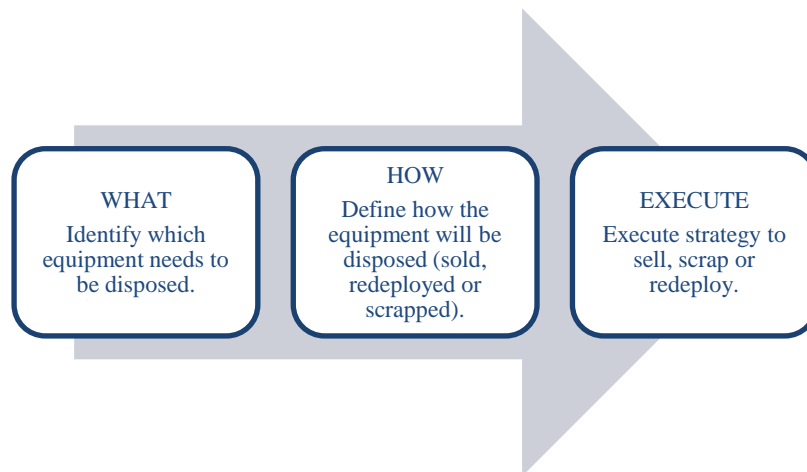 WHAT
Identify which
equipment needs to
be disposed.
HOW
Define how the
equipment will be
disposed (sold,
redeployed or
scrapped).
EXECUTE
Execute strategy to
sell, scrap or
redeploy.